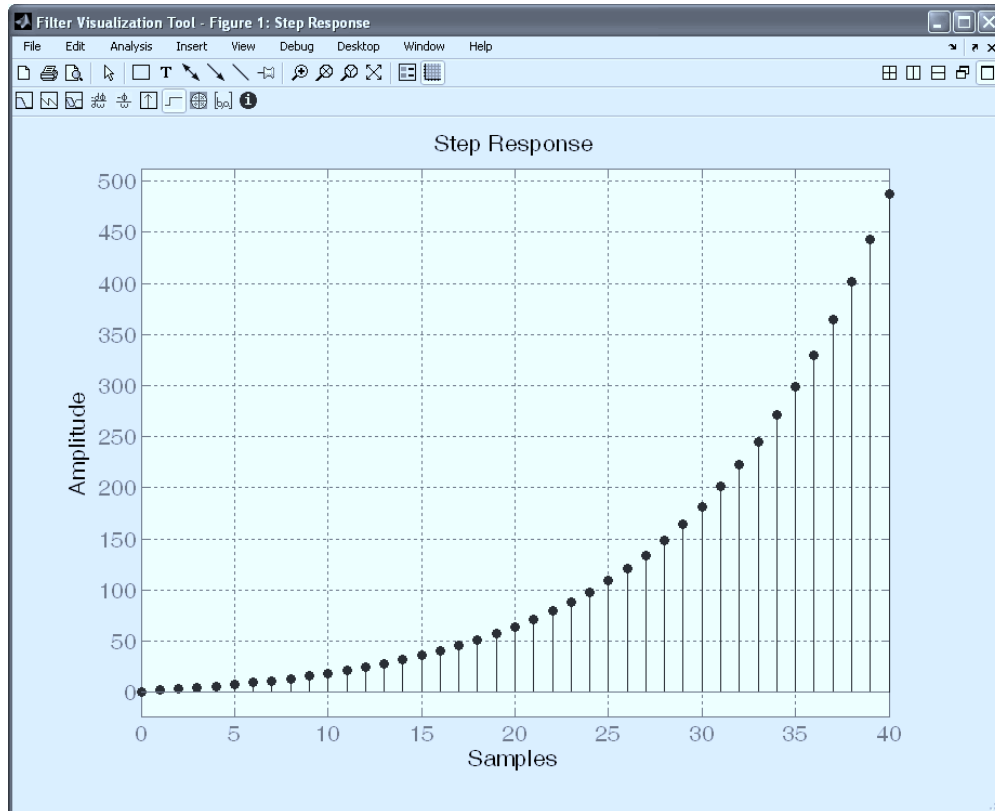 Filter Visualization Tool - Figure 1: Step Response
File Edit Analysis Insert View Debug Desktop Window Help
T
Step Response
500
450
400
350
300
250
200
150
100
50
0
Amplitude
0 5 10 15 20 25 30 35 40
Samples